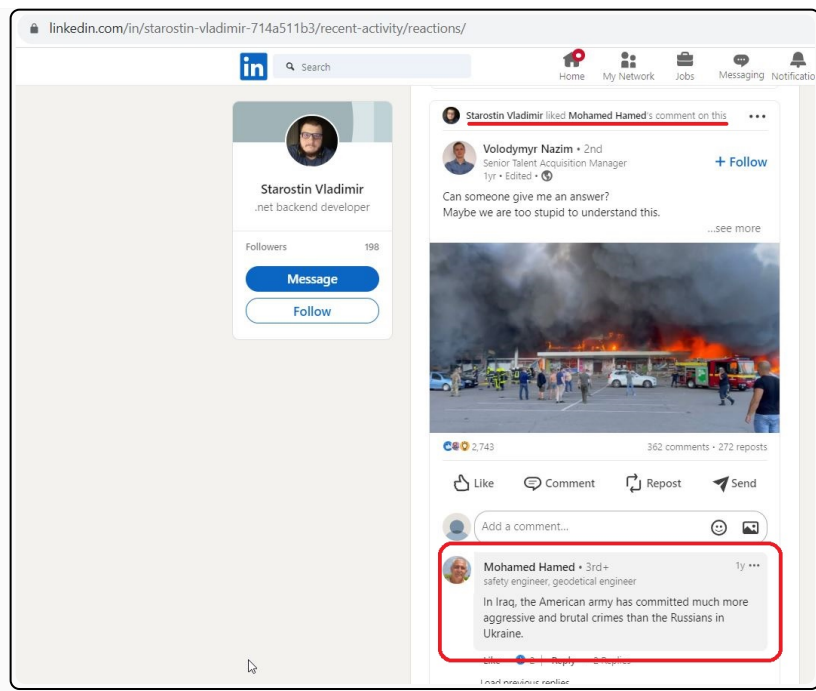 linkedin.com/in/starostin-vladimir-714a511b3/recent-activity/reactions/
in
Search
Home
My Network
Jobs
Messaging
Notificatio
Starostin Vladimir
.net backend developer
Followers 198
Message
Follow
Starostin Vladimir liked Mohamed Hamed's comment on this
Volodymyr Nazim • 2nd
Senior Talent Acquisition Manager
1yr • Edited •
+ Follow
Can someone give me an answer?
Maybe we are too stupid to understand this.
...see more
2,743
362 comments • 272 reposts
Like
Comment
Repost
Send
Add a comment...
Mohamed Hamed • 3rd+
1y
safety engineer, geodetical engineer
In Iraq, the American army has committed much more
aggressive and brutal crimes than the Russians in
Ukraine.
Like
2
Reply
2 Replies
Load previous replies